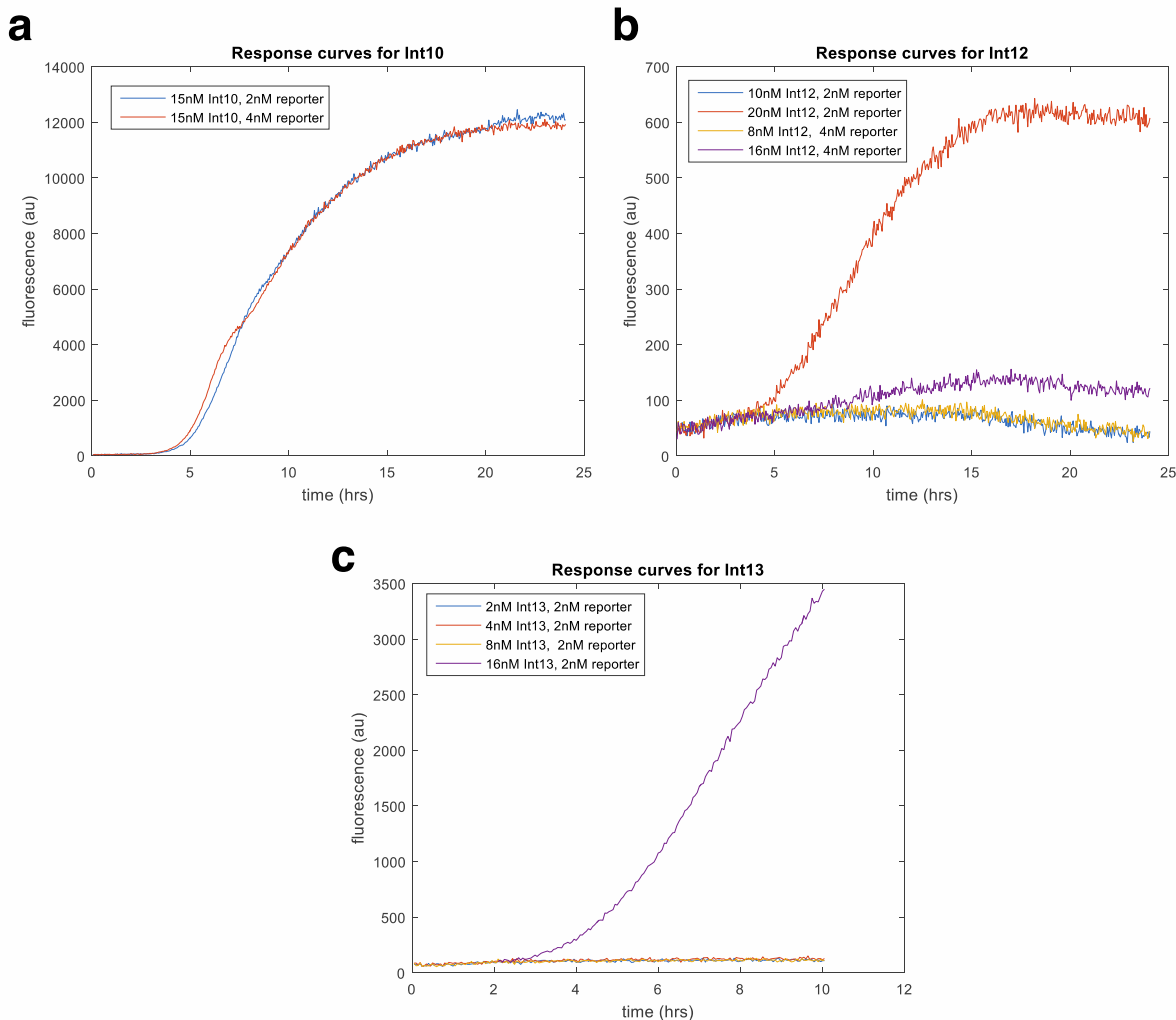 a
Response curves for Int10
14000
12000
10000
8000
6000
4000
2000
0
fluorescence (au)
15nM Int10, 2nM reporter
15nM Int10, 4nM reporter
0 5 10 15 20 25
time (hrs)
b
Response curves for Int12
700
600
500
400
300
200
100
0
fluorescence (au)
10nM Int12, 2nM reporter
20nM Int12, 2nM reporter
8nM Int12, 4nM reporter
16nM Int12, 4nM reporter
0 5 10 15 20 25
time (hrs)
c
Response curves for Int13
3500
3000
2500
2000
1500
1000
500
0
fluorescence (au)
2nM Int13, 2nM reporter
4nM Int13, 2nM reporter
8nM Int13, 2nM reporter
16nM Int13, 2nM reporter
0 2 4 6 8 10 12
time (hrs)